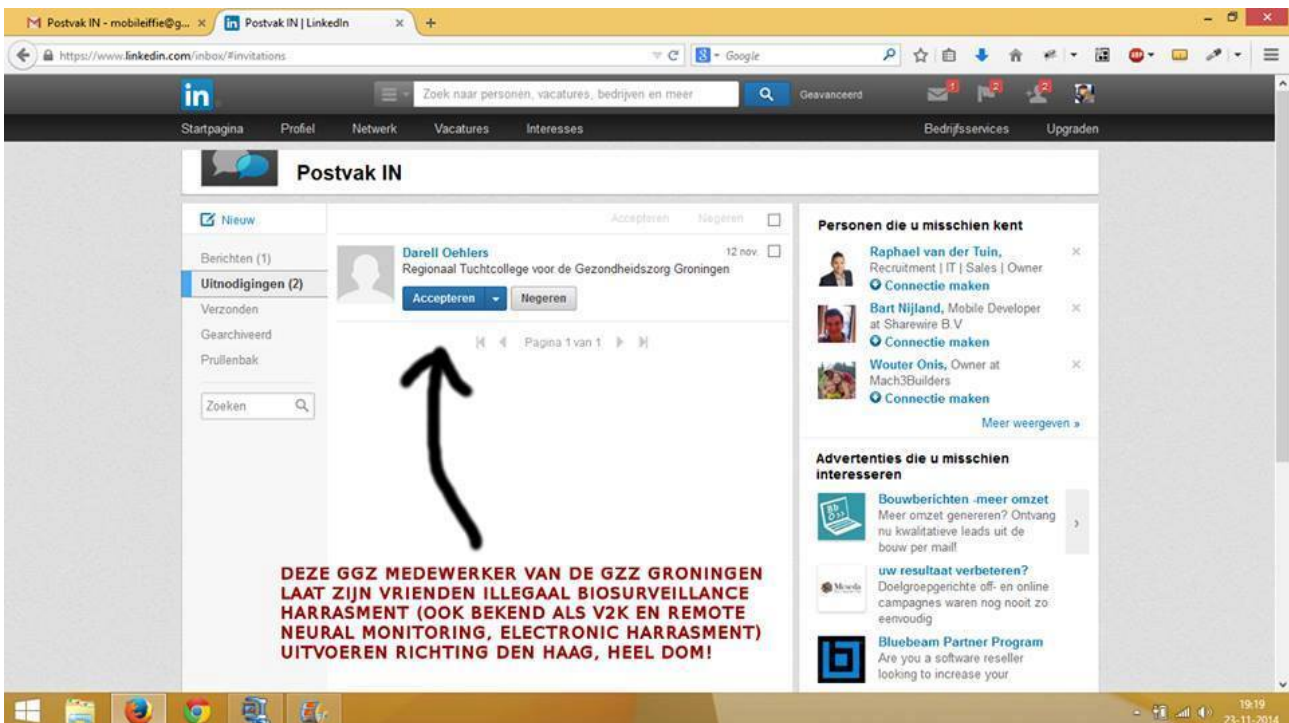 Postvak IN - mobileiffie@g...
Postvak IN | LinkedIn
https://www.linkedin.com/inbox/#invitations
Google
in
Zoek naar personen, vacatures, bedrijven en meer
Geavanceerd
1
2
2
Startpagina Profiel Netwerk Vacatures Interesses
Bedrijfsservices Upgraden
Postvak IN
Nieuw
Berichten (1)
Uitnodigingen (2)
Verzonden
Gearchiveerd
Prullenbak
Zoeken
Accepteren Negeren
Darell Oehlers 12 nov.
Regionaal Tuchtcollege voor de Gezondheidszorg Groningen
Accepteren Negeren
Pagina 1 van 1
DEZE GGZ MEDEWERKER VAN DE GZZ GRONINGEN
LAAT ZIJN VRIENDEN ILLEGAAL BIOSURVEILLANCE
HARRASMENT (OOK BEKEND ALS V2K EN REMOTE
NEURAL MONITORING, ELECTRONIC HARRASMENT)
UITVOEREN RICHTING DEN HAAG, HEEL DOM!
Personen die u misschien kent
Raphael van der Tuin,
Recruitment | IT | Sales | Owner
Connectie maken
Bart Nijland, Mobile Developer
at Sharewire B.V
Connectie maken
Wouter Onis, Owner at
Mach3Builders
Connectie maken
Meer weergeven »
Advertenties die u misschien
interesseren
Bouwberichten -meer omzet
Meer omzet genereren? Ontvang
nu kwalitatieve leads uit de
bouw per mail!
uw resultaat verbeteren?
Doelgroepgerichte off- en online
campagnes waren nog nooit zo
eenvoudig
Bluebeam Partner Program
Are you a software reseller
looking to increase your
19:19
23-11-2014